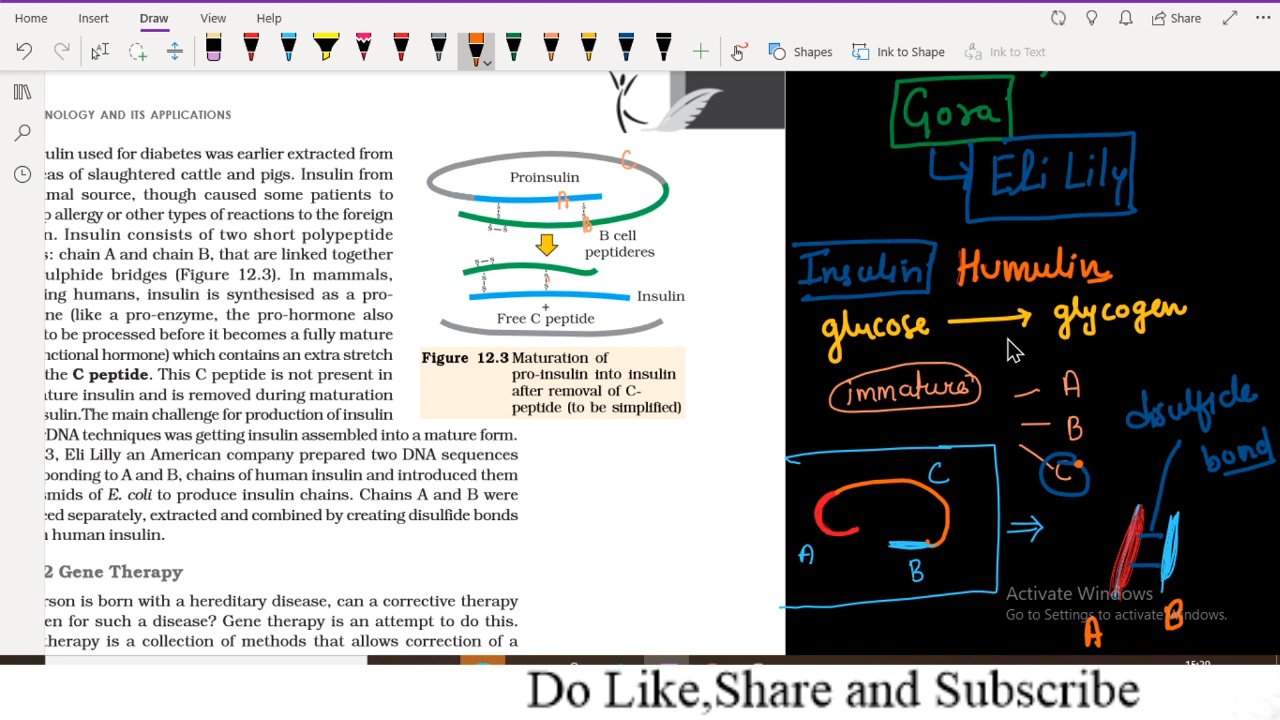 Home Insert Draw View Help Share
Shapes Ink to Shape Ink to Text
NOLOGY AND ITS APPLICATIONS
ulin used for diabetes was earlier extracted from
eas of slaughtered cattle and pigs. Insulin from
mal source, though caused some patients to
p allergy or other types of reactions to the foreign
n. Insulin consists of two short polypeptide
s: chain A and chain B, that are linked together
ulphide bridges (Figure 12.3). In mammals,
ing humans, insulin is synthesised as a pro-
ne (like a pro-enzyme, the pro-hormone also
to be processed before it becomes a fully mature
nctional hormone) which contains an extra stretch
the C peptide. This C peptide is not present in
ature insulin and is removed during maturation
sulin.The main challenge for production of insulin
rDNA techniques was getting insulin assembled into a mature form.
3, Eli Lilly an American company prepared two DNA sequences
ponding to A and B, chains of human insulin and introduced them
smids of E. coli to produce insulin chains. Chains A and B were
ced separately, extracted and combined by creating disulfide bonds
n human insulin.
2 Gene Therapy
rson is born with a hereditary disease, can a corrective therapy
en for such a disease? Gene therapy is an attempt to do this.
therapy is a collection of methods that allows correction of a
C
Proinsulin
A
B
s–s
B cell
peptideres
s–s
Insulin
+
Free C peptide
Figure 12.3 Maturation of
pro-insulin into insulin
after removal of C-
peptide (to be simplified)
Gora
Eli Lily
Insulin Humulin
glucose → glycogen
immature
A
B
C
disulfide
bond
C
A
B
⇒
A
B
Activate Windows
Go to Settings to activate Windows.
15:29
Do Like,Share and Subscribe